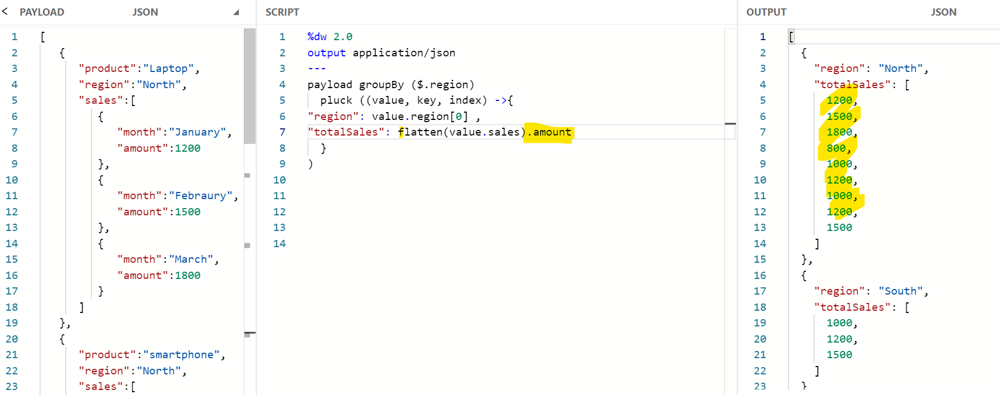 < PAYLOAD JSON
1 [
2 {
3 "product":"Laptop",
4 "region":"North",
5 "sales":[
6 {
7 "month":"January",
8 "amount":1200
9 },
10 {
11 "month":"Febraury",
12 "amount":1500
13 },
14 {
15 "month":"March",
16 "amount":1800
17 }
18 ]
19 },
20 {
21 "product":"smartphone",
22 "region":"North",
23 "sales":[
SCRIPT
1 %dw 2.0
2 output application/json
3 ---
4 payload groupBy ($.region)
5 pluck ((value, key, index) ->{
6 "region": value.region[0] ,
7 "totalSales": flatten(value.sales).amount
8 }
9 )
10
11
12
13
14
OUTPUT JSON
1 [
2 {
3 "region": "North",
4 "totalSales": [
5 1200,
6 1500,
7 1800,
8 800,
9 1000,
10 1200,
11 1000,
12 1200,
13 1500
14 ]
15 },
16 {
17 "region": "South",
18 "totalSales": [
19 1000,
20 1200,
21 1500
22 ]
23 }